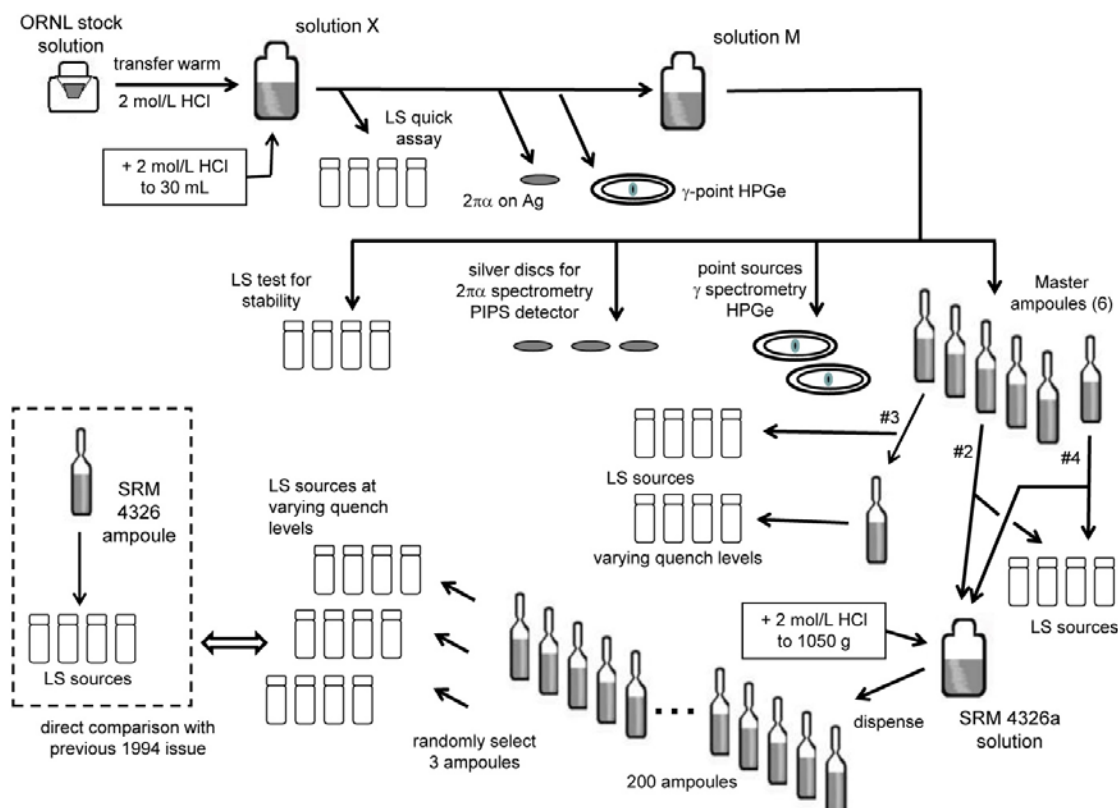 ORNL stock
solution
transfer warm
2 mol/L HCl
solution X
+ 2 mol/L HCl
to 30 mL
LS quick
assay
2πα on Ag
γ-point HPGe
solution M
LS test for
stability
silver discs for
2πα spectrometry
PIPS detector
point sources
γ spectrometry
HPGe
Master
ampoules (6)
#3
#2
#4
LS sources
varying quench levels
LS sources
+ 2 mol/L HCl
to 1050 g
SRM 4326a
solution
dispense
200 ampoules
randomly select
3 ampoules
LS sources at
varying quench
levels
SRM
4326
ampoule
LS sources
direct comparison with
previous 1994 issue